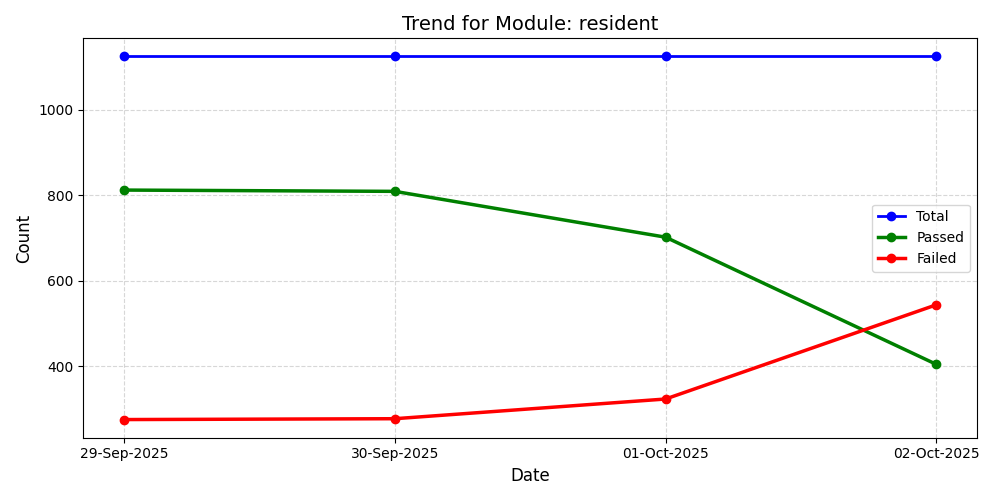 Trend for Module: resident
1000
800
600
400
Count
Total
Passed
Failed
29-Sep-2025 30-Sep-2025 01-Oct-2025 02-Oct-2025
Date